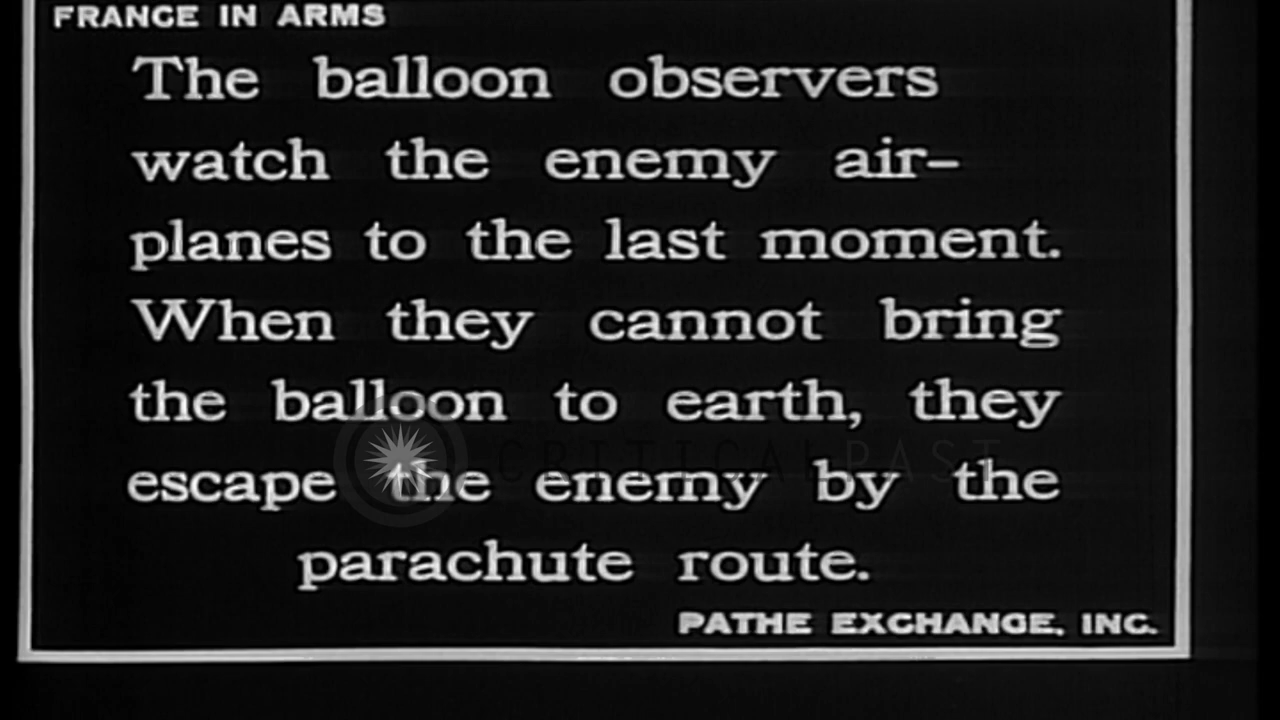 FRANCE IN ARMS
The balloon observers
watch the enemy air–
planes to the last moment.
When they cannot bring
the balloon to earth, they
escape the enemy by the
parachute route.
CRITICALPAST
PATHE EXCHANGE, INC.